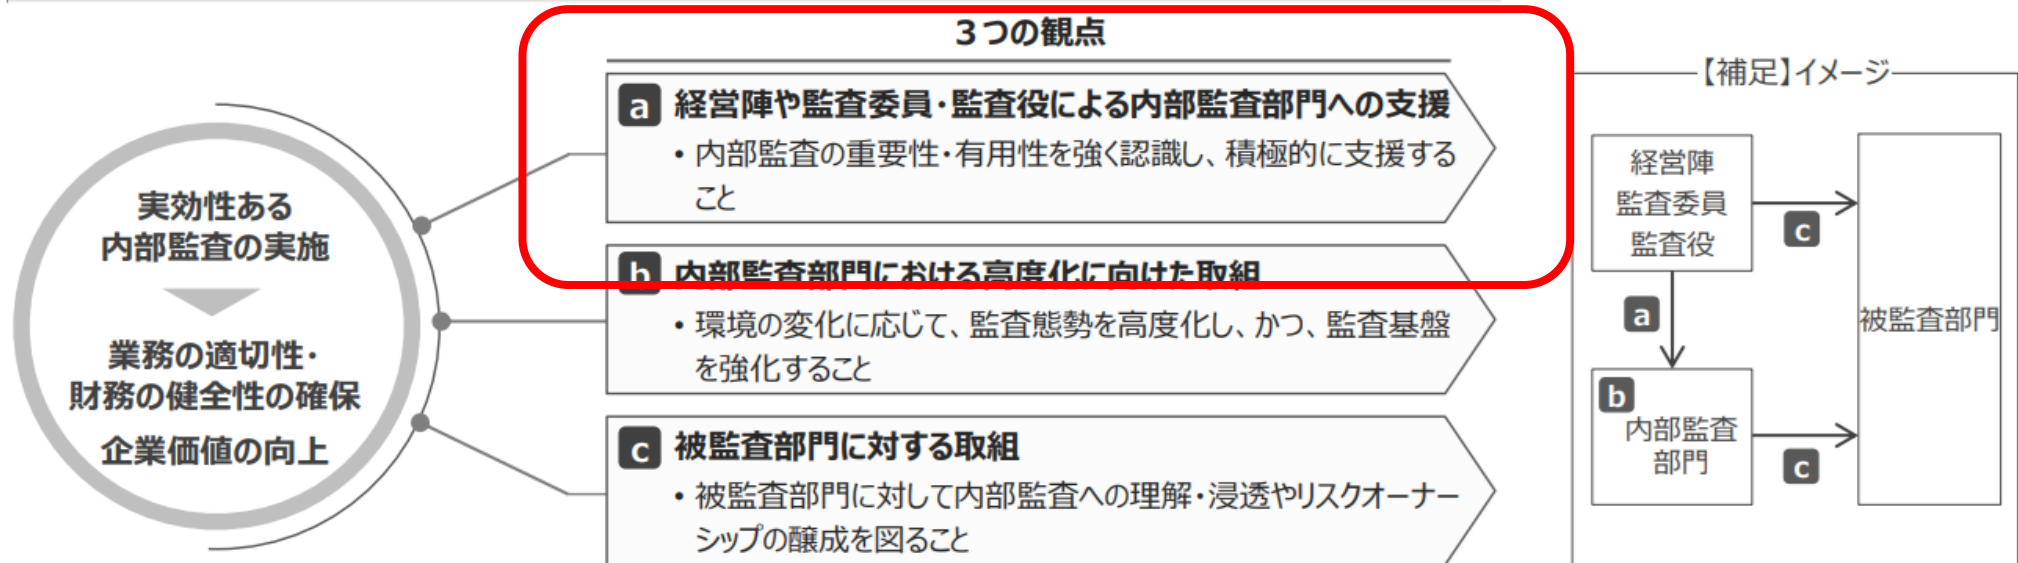 ３つの観点
実効性ある
内部監査の実施
業務の適切性・
財務の健全性の確保
企業価値の向上
a 経営陣や監査委員・監査役による内部監査部門への支援
・内部監査の重要性・有用性を強く認識し、積極的に支援する
こと
b 内部監査部門における高度化に向けた取組
・環境の変化に応じて、監査態勢を高度化し、かつ、監査基盤
を強化すること
c 被監査部門に対する取組
・被監査部門に対して内部監査への理解・浸透やリスクオーナー
シップの醸成を図ること
【補足】イメージ
経営陣
監査委員
監査役
c
a
被監査部門
b
内部監査
部門
c